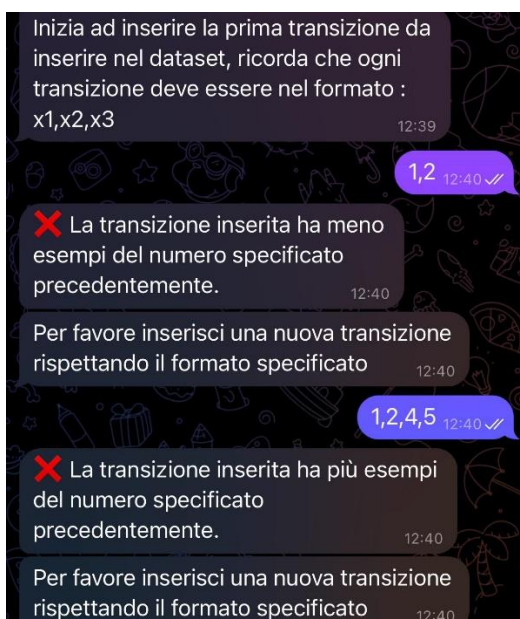 Inizia ad inserire la prima transizione da
inserire nel dataset, ricorda che ogni
transizione deve essere nel formato :
x1,x2,x3
12:39
1,2 12:40
❌ La transizione inserita ha meno
esempi del numero specificato
precedentemente.
12:40
Per favore inserisci una nuova transizione
rispettando il formato specificato 12:40
1,2,4,5 12:40
❌ La transizione inserita ha più esempi
del numero specificato
precedentemente.
12:40
Per favore inserisci una nuova transizione
rispettando il formato specificato 12:40